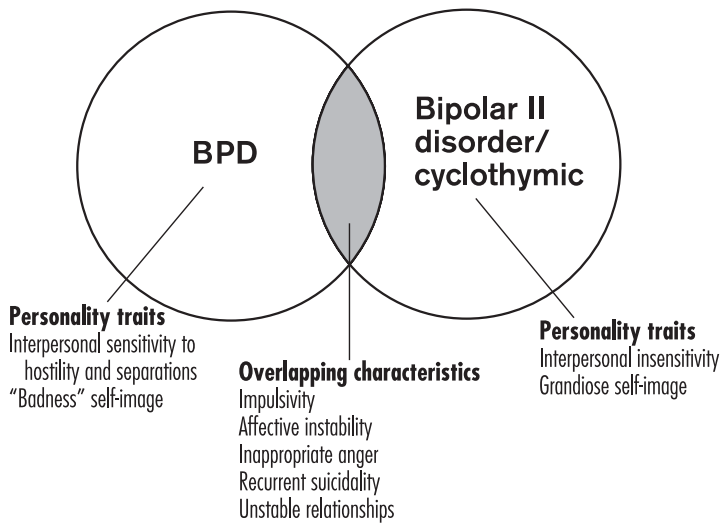 BPD
Bipolar II
disorder/
cyclothymic
Personality traits
Interpersonal sensitivity to
hostility and separations
“Badness” self-image
Overlapping characteristics
Impulsivity
Affective instability
Inappropriate anger
Recurrent suicidality
Unstable relationships
Personality traits
Interpersonal insensitivity
Grandiose self-image